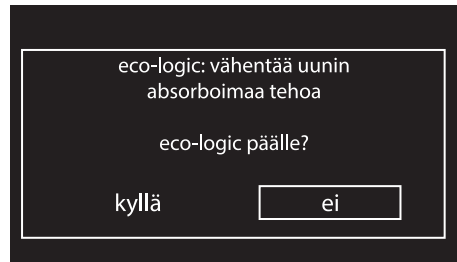 eco-logic: vähentää uunin
absorboimaa tehoa
eco-logic päälle?
kyllä ei